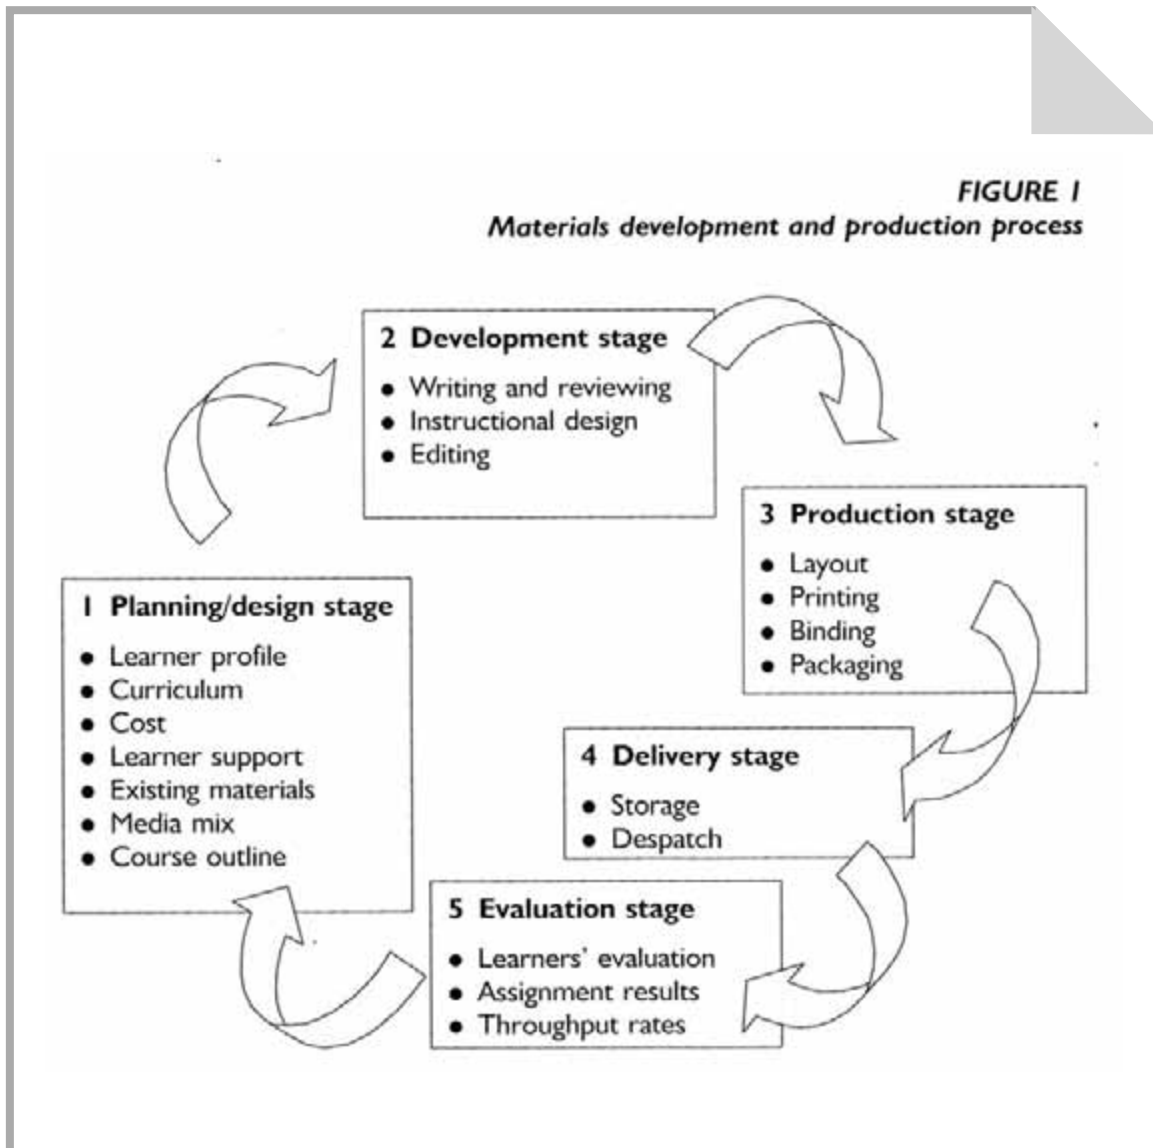 FIGURE 1
Materials development and production process
2 Development stage
● Writing and reviewing
● Instructional design
● Editing
3 Production stage
● Layout
● Printing
● Binding
● Packaging
1 Planning/design stage
● Learner profile
● Curriculum
● Cost
● Learner support
● Existing materials
● Media mix
● Course outline
4 Delivery stage
● Storage
● Despatch
5 Evaluation stage
● Learners' evaluation
● Assignment results
● Throughput rates